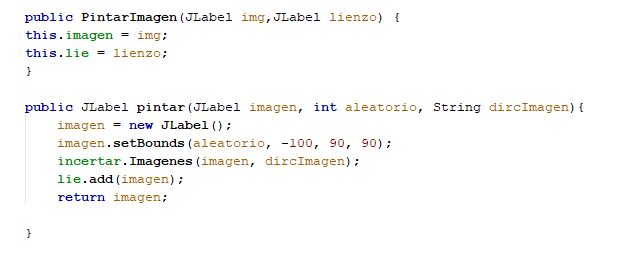 public PintarImagen(JLabel img,JLabel lienzo) {
this.imagen = img;
this.lie = lienzo;
}
public JLabel pintar(JLabel imagen, int aleatorio, String dircImagen){
imagen = new JLabel();
imagen.setBounds(aleatorio, -100, 90, 90);
incertar.Imagenes(imagen, dircImagen);
lie.add(imagen);
return imagen;
}